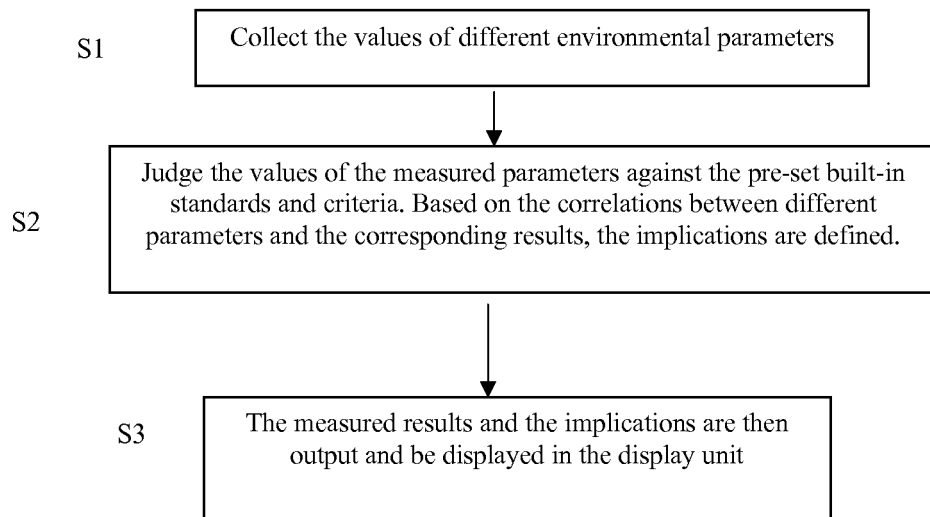 S1
Collect the values of different environmental parameters
S2
Judge the values of the measured parameters against the pre-set built-in
standards and criteria. Based on the correlations between different
parameters and the corresponding results, the implications are defined.
S3
The measured results and the implications are then
output and be displayed in the display unit